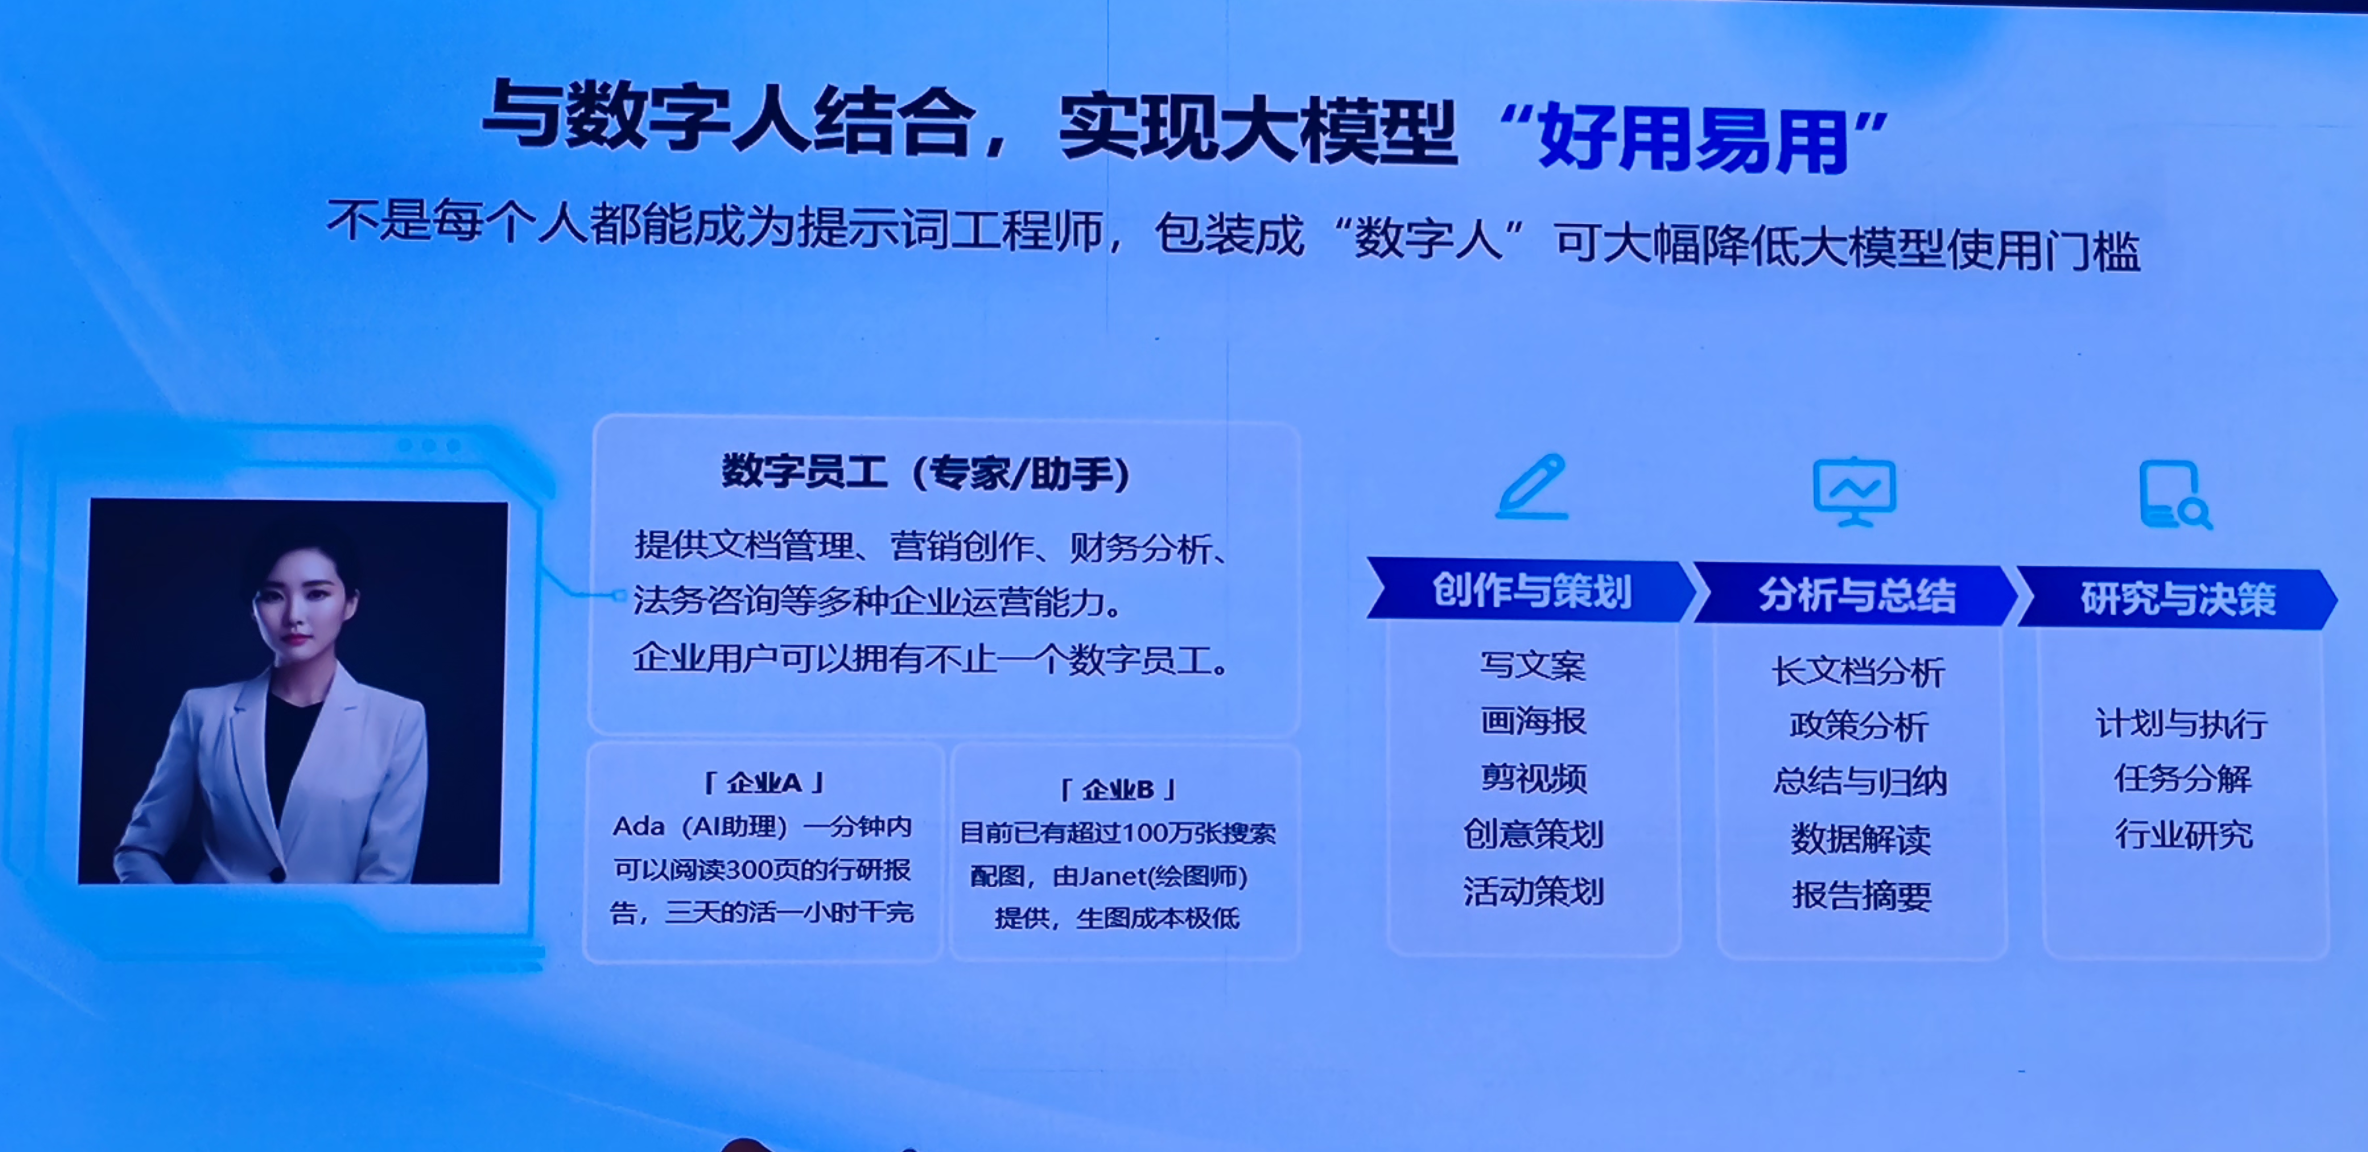 与数字人结合，实现大模型“好用易用”
不是每个人都能成为提示词工程师，包装成“数字人”可大幅降低大模型使用门槛
数字员工（专家/助手）
提供文档管理、营销创作、财务分析、
法务咨询等多种企业运营能力。
企业用户可以拥有不止一个数字员工。
「企业A」
Ada（AI助理）一分钟内
可以阅读300页的行研报
告，三天的活一小时干完
「企业B」
目前已有超过100万张搜索
配图，由Janet(绘图师)
提供，生图成本极低
创作与策划
写文案
画海报
剪视频
创意策划
活动策划
分析与总结
长文档分析
政策分析
总结与归纳
数据解读
报告摘要
研究与决策
计划与执行
任务分解
行业研究